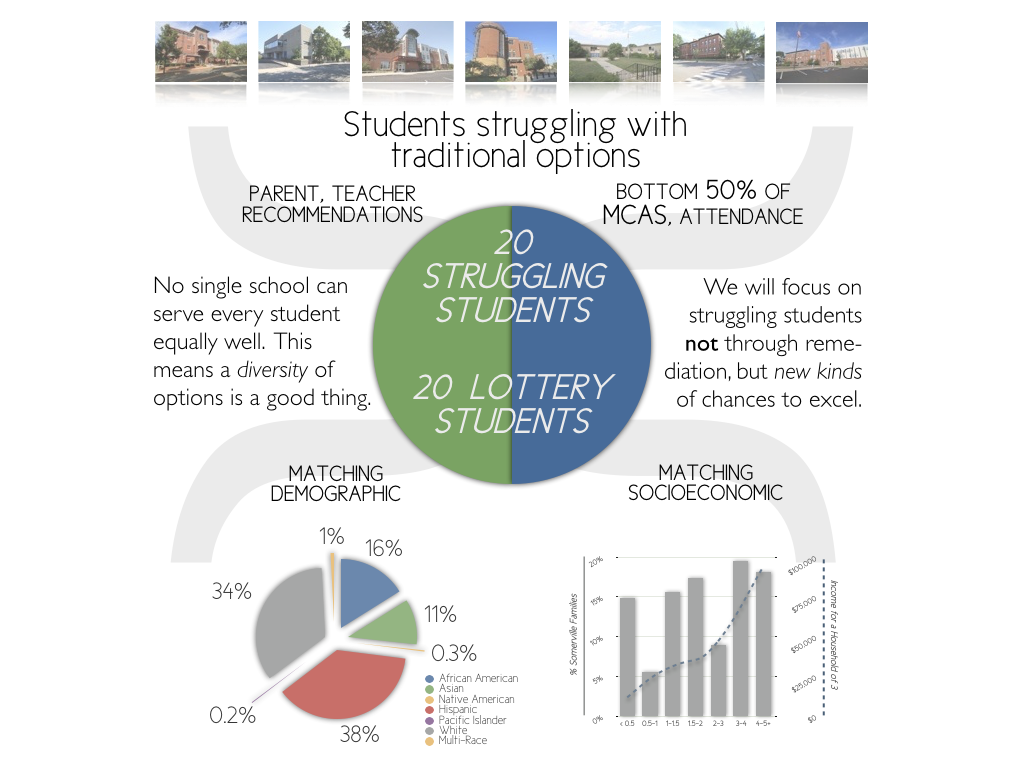 Students struggling with
traditional options
PARENT, TEACHER
RECOMMENDATIONS
BOTTOM 50% OF
MCAS, ATTENDANCE
20
STRUGGLING
STUDENTS
20 LOTTERY
STUDENTS
No single school can
serve every student
equally well. This
means a diversity of
options is a good thing.
We will focus on
struggling students
not through reme-
diation, but new kinds
of chances to excel.
MATCHING
DEMOGRAPHIC
MATCHING
SOCIOECONOMIC
1%
16%
34%
11%
0.3%
0.2%
38%
African American
Asian
Native American
Hispanic
Pacific Islander
White
Multi-Race
% Somerville Families
20%
15%
10%
5%
0%
< 0.5
0.5-1
1-1.5
1.5-2
2-3
3-4
4-5+
$100,000
$75,000
$50,000
$25,000
$0
Income for a Household of 3